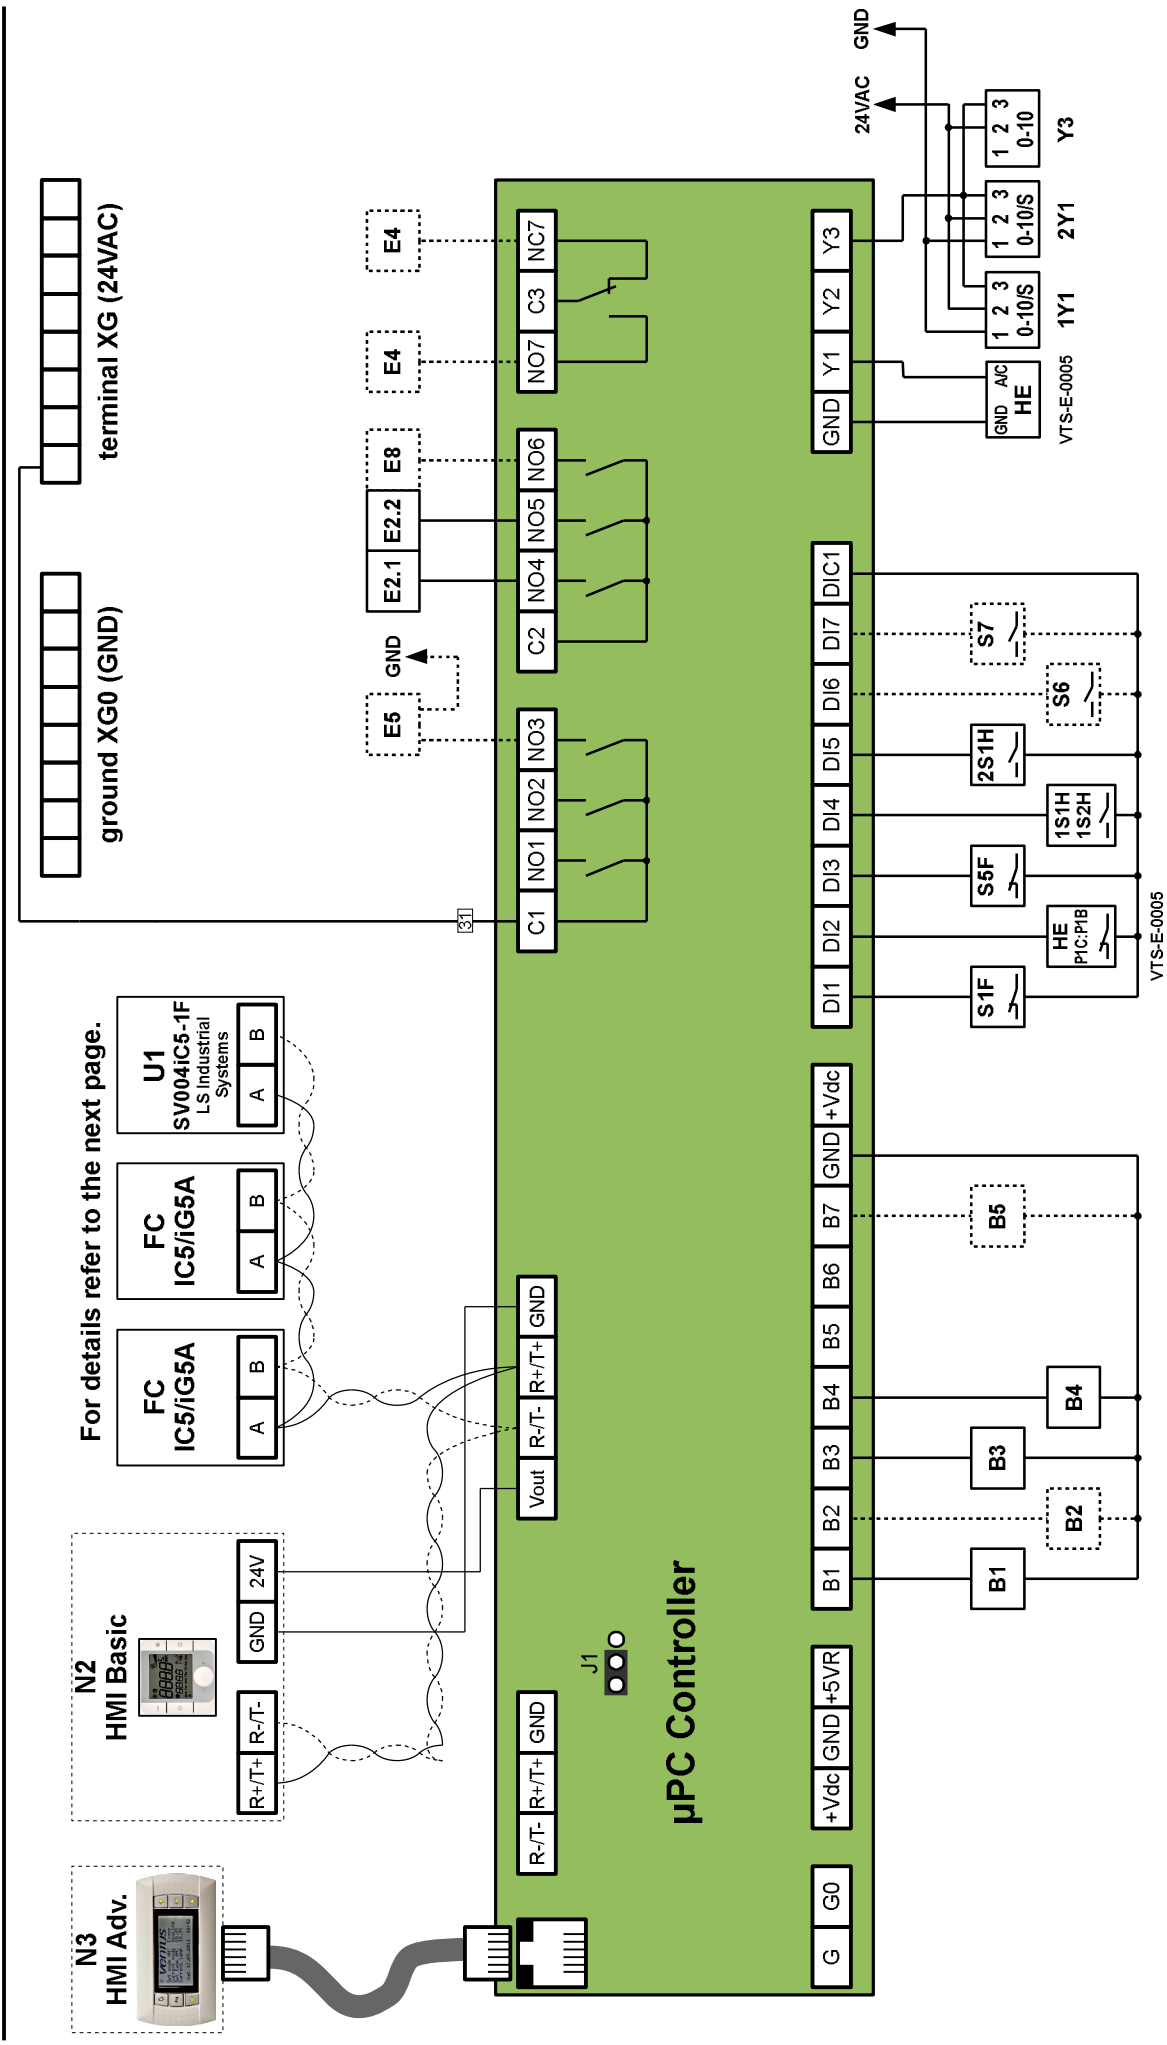 N3
HMI Adv.
ventus
N2
HMI Basic
R+/T+ R-/T- GND 24V
For details refer to the next page.
FC
IC5/iG5A
A B
FC
IC5/iG5A
A B
U1
SV004iC5-1F
LS Industrial
Systems
A B
ground XG0 (GND)
terminal XG (24VAC)
31
E5
GND
E2.1 E2.2 E8
E4
E4
R-/T- R+/T+ GND
Vout R-/T- R+/T+ GND
C1 NO1 NO2 NO3
C2 NO4 NO5 NO6
NO7 C3 NC7
J1
µPC Controller
G G0
+Vdc GND +5VR
B1 B2 B3 B4 B5 B6 B7 GND +Vdc
DI1 DI2 DI3 DI4 DI5 DI6 DI7 DIC1
GND Y1 Y2 Y3
24VAC
GND
B1
B2
B3
B4
B5
S1F
HE
P1C:P1B
S5F
1S1H
1S2H
2S1H
S6
S7
VTS-E-0005
GND A/C
HE
VTS-E-0005
1 2 3
0-10/S
1Y1
1 2 3
0-10/S
2Y1
1 2 3
0-10
Y3